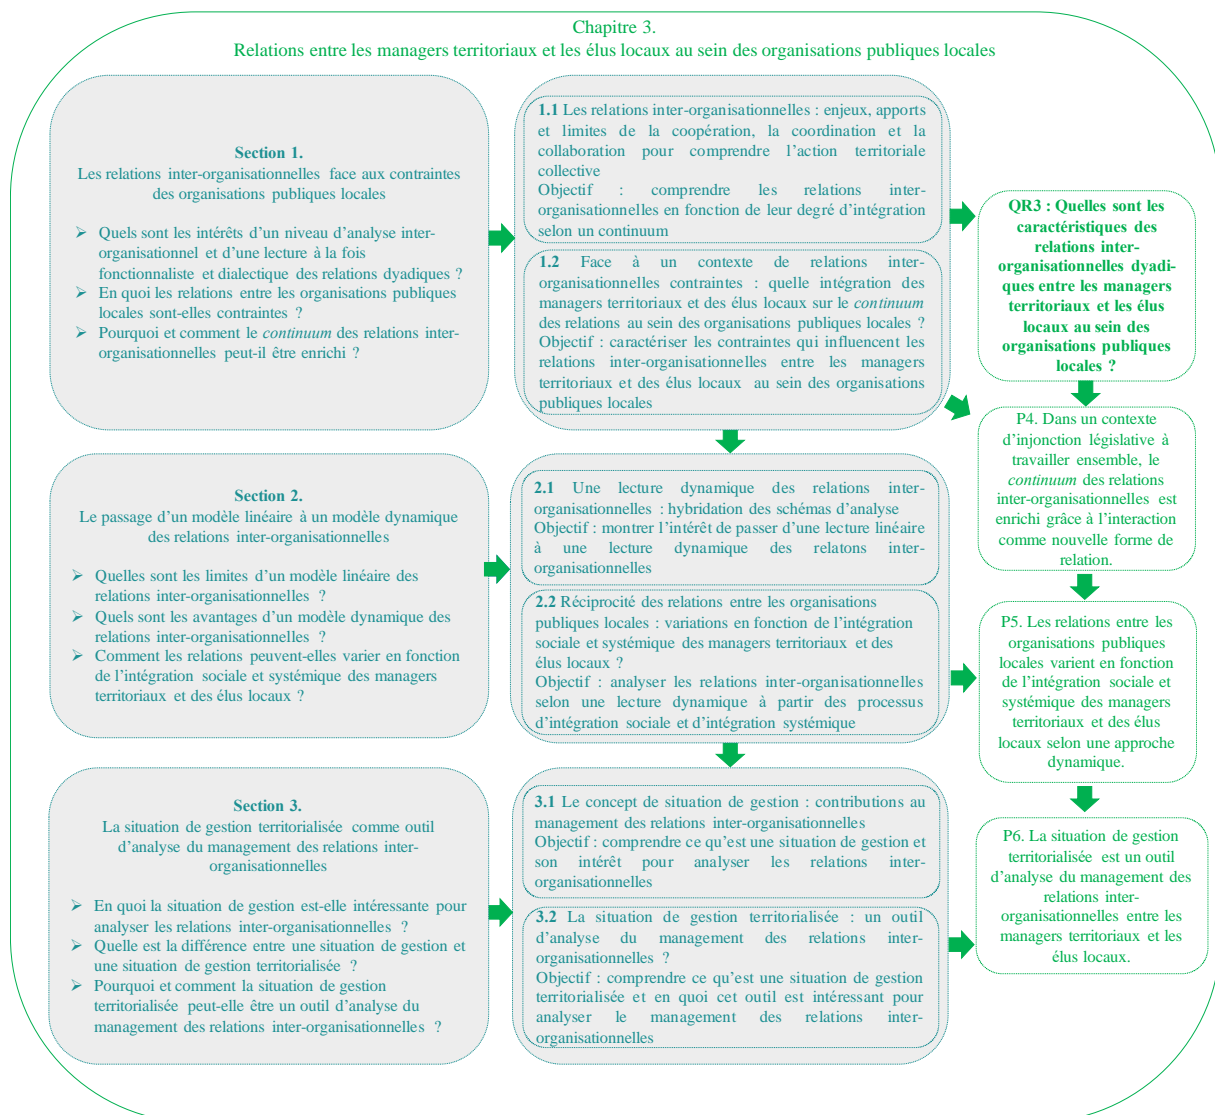 Chapitre 3.
Relations entre les managers territoriaux et les élus locaux au sein des organisations publiques locales
Section 1.
Les relations inter-organisationnelles face aux contraintes
des organisations publiques locales
➢ Quels sont les intérêts d’un niveau d’analyse inter-
organisationnel et d’une lecture à la fois
fonctionnaliste et dialectique des relations dyadiques ?
➢ En quoi les relations entre les organisations publiques
locales sont-elles contraintes ?
➢ Pourquoi et comment le continuum des relations inter-
organisationnelles peut-il être enrichi ?
1.1 Les relations inter-organisationnelles : enjeux, apports
et limites de la coopération, la coordination et la
collaboration pour comprendre l’action territoriale
collective
Objectif : comprendre les relations inter-
organisationnelles en fonction de leur degré d’intégration
selon un continuum
1.2 Face à un contexte de relations inter-
organisationnelles contraintes : quelle intégration des
managers territoriaux et des élus locaux sur le continuum
des relations au sein des organisations publiques locales ?
Objectif : caractériser les contraintes qui influencent les
relations inter-organisationnelles entre les managers
territoriaux et des élus locaux au sein des organisations
publiques locales
QR3 : Quelles sont les
caractéristiques des
relations inter-
organisationnelles dyadi-
ques entre les managers
territoriaux et les élus
locaux au sein des
organisations publiques
locales ?
P4. Dans un contexte
d’injonction législative à
travailler ensemble, le
continuum des relations
inter-organisationnelles est
enrichi grâce à l’interaction
comme nouvelle forme de
relation.
Section 2.
Le passage d’un modèle linéaire à un modèle dynamique
des relations inter-organisationnelles
➢ Quelles sont les limites d’un modèle linéaire des
relations inter-organisationnelles ?
➢ Quels sont les avantages d’un modèle dynamique des
relations inter-organisationnelles ?
➢ Comment les relations peuvent-elles varier en fonction
de l’intégration sociale et systémique des managers
territoriaux et des élus locaux ?
2.1 Une lecture dynamique des relations inter-
organisationnelles : hybridation des schémas d’analyse
Objectif : montrer l’intérêt de passer d’une lecture linéaire
à une lecture dynamique des relatons inter-
organisationnelles
2.2 Réciprocité des relations entre les organisations
publiques locales : variations en fonction de l’intégration
sociale et systémique des managers territoriaux et des
élus locaux ?
Objectif : analyser les relations inter-organisationnelles
selon une lecture dynamique à partir des processus
d’intégration sociale et d’intégration systémique
P5. Les relations entre les
organisations publiques
locales varient en fonction
de l’intégration sociale et
systémique des managers
territoriaux et des élus
locaux selon une approche
dynamique.
Section 3.
La situation de gestion territorialisée comme outil
d’analyse du management des relations inter-
organisationnelles
➢ En quoi la situation de gestion est-elle intéressante pour
analyser les relations inter-organisationnelles ?
➢ Quelle est la différence entre une situation de gestion et
une situation de gestion territorialisée ?
➢ Pourquoi et comment la situation de gestion
territorialisée peut-elle être un outil d’analyse du
management des relations inter-organisationnelles ?
3.1 Le concept de situation de gestion : contributions au
management des relations inter-organisationnelles
Objectif : comprendre ce qu’est une situation de gestion et
son intérêt pour analyser les relations inter-
organisationnelles
3.2 La situation de gestion territorialisée : un outil
d’analyse du management des relations inter-
organisationnelles ?
Objectif : comprendre ce qu’est une situation de gestion
territorialisée et en quoi cet outil est intéressant pour
analyser le management des relations inter-
organisationnelles
P6. La situation de gestion
territorialisée est un outil
d’analyse du management des
relations inter-
organisationnelles entre les
managers territoriaux et les
élus locaux.